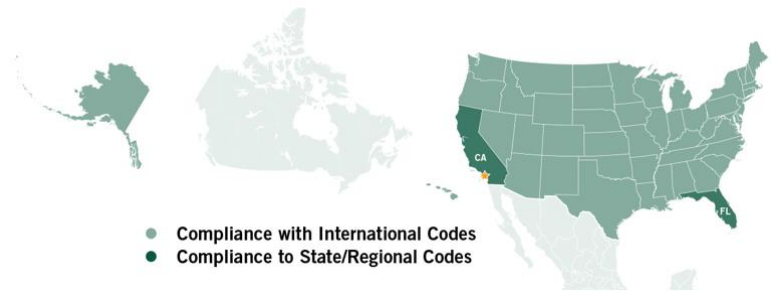 CA
FL
Compliance with International Codes
Compliance to State/Regional Codes